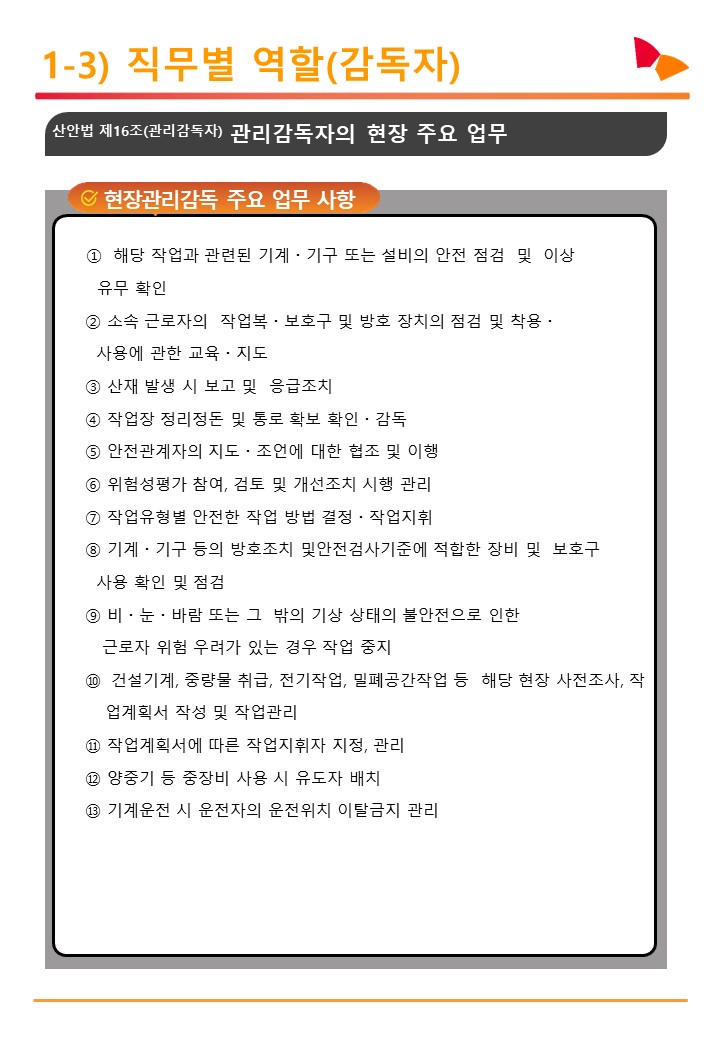 1-3) 직무별 역할(감독자)
산안법 제16조(관리감독자) 관리감독자의 현장 주요 업무
현장관리감독 주요 업무 사항
① 해당 작업과 관련된 기계·기구 또는 설비의 안전 점검 및 이상
유무 확인
② 소속 근로자의 작업복·보호구 및 방호 장치의 점검 및 착용·
사용에 관한 교육·지도
③ 산재 발생 시 보고 및 응급조치
④ 작업장 정리정돈 및 통로 확보 확인·감독
⑤ 안전관계자의 지도·조언에 대한 협조 및 이행
⑥ 위험성평가 참여, 검토 및 개선조치 시행 관리
⑦ 작업유형별 안전한 작업 방법 결정·작업지휘
⑧ 기계·기구 등의 방호조치 및안전검사기준에 적합한 장비 및 보호구
사용 확인 및 점검
⑨ 비·눈·바람 또는 그 밖의 기상 상태의 불안전으로 인한
근로자 위험 우려가 있는 경우 작업 중지
⑩ 건설기계, 중량물 취급, 전기작업, 밀폐공간작업 등 해당 현장 사전조사, 작
업계획서 작성 및 작업관리
⑪ 작업계획서에 따른 작업지휘자 지정, 관리
⑫ 양중기 등 중장비 사용 시 유도자 배치
⑬ 기계운전 시 운전자의 운전위치 이탈금지 관리